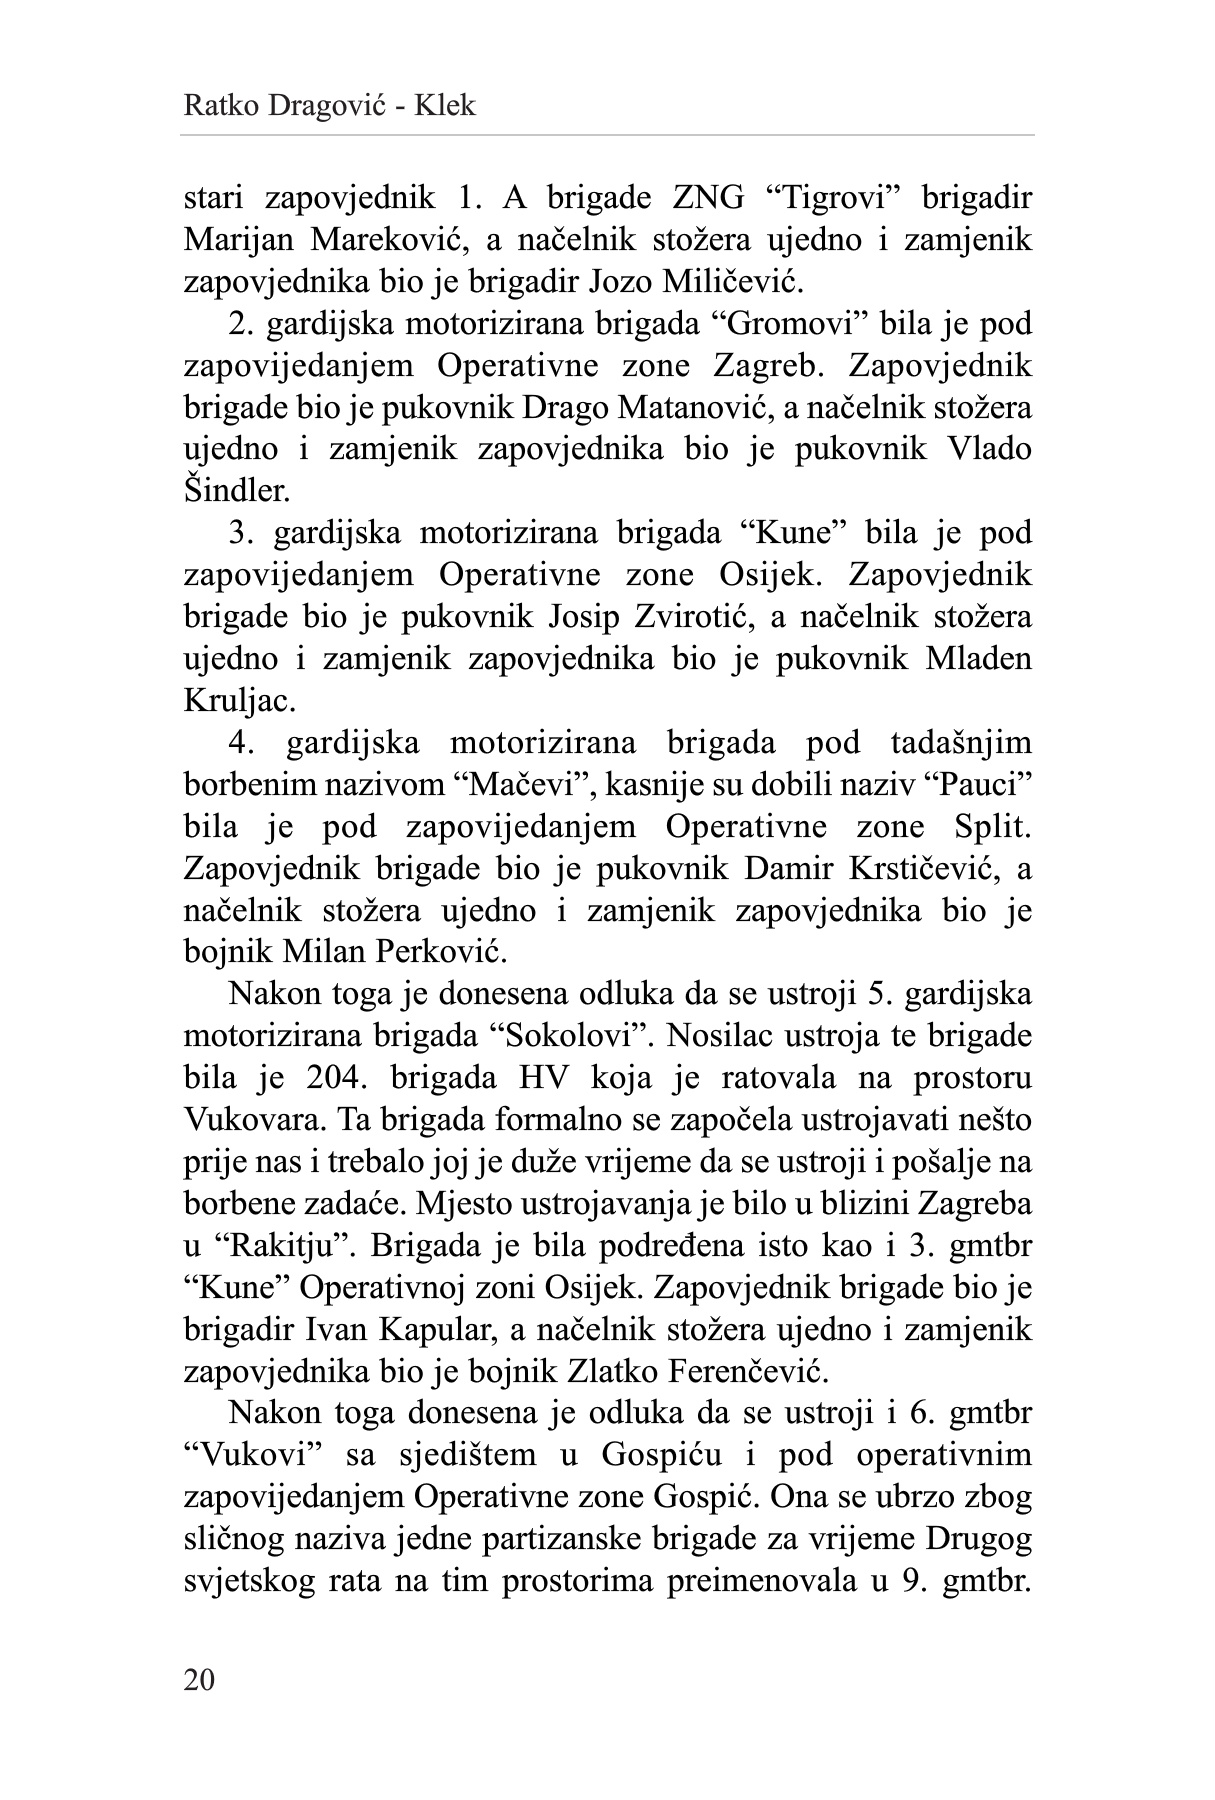 Ratko Dragović - Klek
stari zapovjednik 1. A brigade ZNG “Tigrovi” brigadir
Marijan Mareković, a načelnik stožera ujedno i zamjenik
zapovjednika bio je brigadir Jozo Miličević.
2. gardijska motorizirana brigada “Gromovi” bila je pod
zapovijedanjem Operativne zone Zagreb. Zapovjednik
brigade bio je pukovnik Drago Matanović, a načelnik stožera
ujedno i zamjenik zapovjednika bio je pukovnik Vlado
Šindler.
3. gardijska motorizirana brigada “Kune” bila je pod
zapovijedanjem Operativne zone Osijek. Zapovjednik
brigade bio je pukovnik Josip Zvirotić, a načelnik stožera
ujedno i zamjenik zapovjednika bio je pukovnik Mladen
Kruljac.
4. gardijska motorizirana brigada pod tadašnjim
borbenim nazivom “Mačevi”, kasnije su dobili naziv “Pauci”
bila je pod zapovijedanjem Operativne zone Split.
Zapovjednik brigade bio je pukovnik Damir Krstičević, a
načelnik stožera ujedno i zamjenik zapovjednika bio je
bojnik Milan Perković.
Nakon toga je donesena odluka da se ustroji 5. gardijska
motorizirana brigada “Sokolovi”. Nosilac ustroja te brigade
bila je 204. brigada HV koja je ratovala na prostoru
Vukovara. Ta brigada formalno se započela ustrojavati nešto
prije nas i trebalo joj je duže vrijeme da se ustroji i pošalje na
borbene zadaće. Mjesto ustrojavanja je bilo u blizini Zagreba
u “Rakitju”. Brigada je bila podređena isto kao i 3. gmtbr
“Kune” Operativnoj zoni Osijek. Zapovjednik brigade bio je
brigadir Ivan Kapular, a načelnik stožera ujedno i zamjenik
zapovjednika bio je bojnik Zlatko Ferenčević.
Nakon toga donesena je odluka da se ustroji i 6. gmtbr
“Vukovi” sa sjedištem u Gospiću i pod operativnim
zapovijedanjem Operativne zone Gospić. Ona se ubrzo zbog
sličnog naziva jedne partizanske brigade za vrijeme Drugog
svjetskog rata na tim prostorima preimenovala u 9. gmtbr.
20